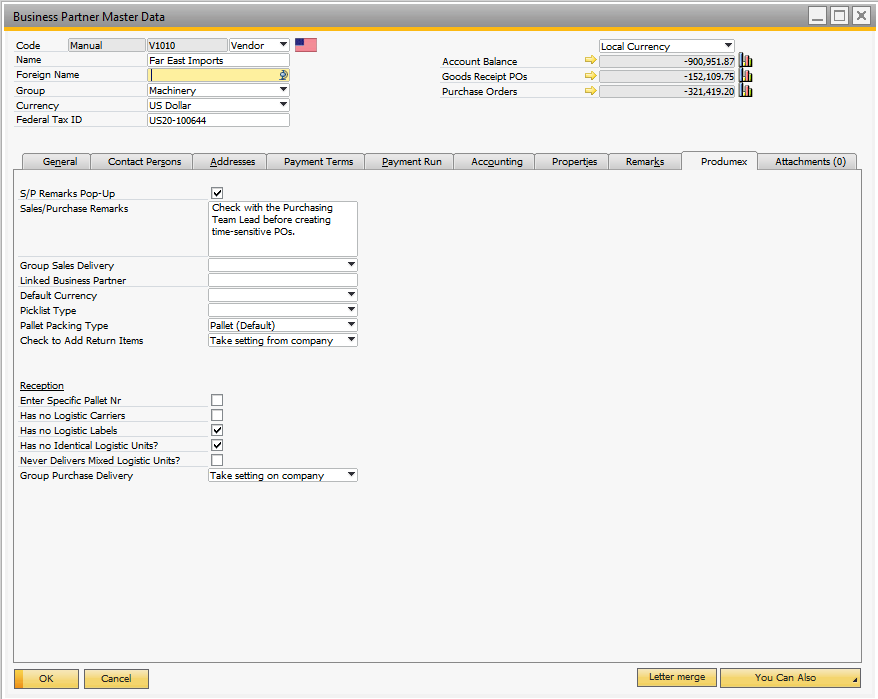 Business Partner Master Data
Code Manual V1010 Vendor
Name Far East Imports
Foreign Name
Group Machinery
Currency US Dollar
Federal Tax ID US20-100644
Local Currency
Account Balance -900,951.87
Goods Receipt POs -152,109.75
Purchase Orders -321,419.20
General Contact Persons Addresses Payment Terms Payment Run Accounting Properties Remarks Produmex Attachments (0)
S/P Remarks Pop-Up
Sales/Purchase Remarks
Check with the Purchasing
Team Lead before creating
time-sensitive POs.
Group Sales Delivery
Linked Business Partner
Default Currency
Picklist Type
Pallet Packing Type Pallet (Default)
Check to Add Return Items Take setting from company
Reception
Enter Specific Pallet Nr
Has no Logistic Carriers
Has no Logistic Labels
Has no Identical Logistic Units?
Never Delivers Mixed Logistic Units?
Group Purchase Delivery Take setting on company
OK Cancel Letter merge You Can Also